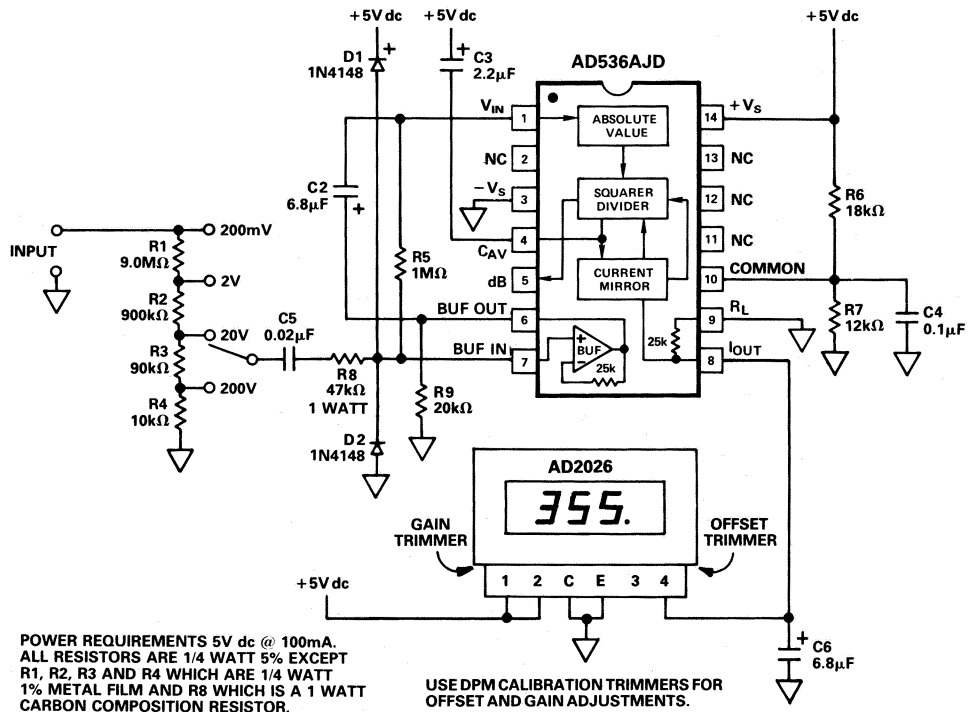 +5V dc
+5V dc
+5V dc
D1
1N4148
C3
2.2µF
AD536AJD
V_IN
1
ABSOLUTE
VALUE
14
+V_S
NC
2
13
NC
C2
6.8µF
-V_S
3
SQUARER
DIVIDER
12
NC
R6
18kΩ
INPUT
200mV
R1
9.0MΩ
R5
1MΩ
C_AV
4
11
NC
2V
dB
5
CURRENT
MIRROR
10
COMMON
R2
900kΩ
C5
0.02µF
BUF OUT
6
25k
9
R_L
R7
12kΩ
C4
0.1µF
20V
R3
90kΩ
BUF IN
7
+
-
BUF
25k
8
I_OUT
R8
47kΩ
1 WATT
R9
20kΩ
200V
R4
10kΩ
D2
1N4148
AD2026
355.
GAIN
TRIMMER
OFFSET
TRIMMER
1 2 C E 3 4
+5V dc
C6
6.8µF
POWER REQUIREMENTS 5V dc @ 100mA.
ALL RESISTORS ARE 1/4 WATT 5% EXCEPT
R1, R2, R3 AND R4 WHICH ARE 1/4 WATT
1% METAL FILM AND R8 WHICH IS A 1 WATT
CARBON COMPOSITION RESISTOR.
USE DPM CALIBRATION TRIMMERS FOR
OFFSET AND GAIN ADJUSTMENTS.